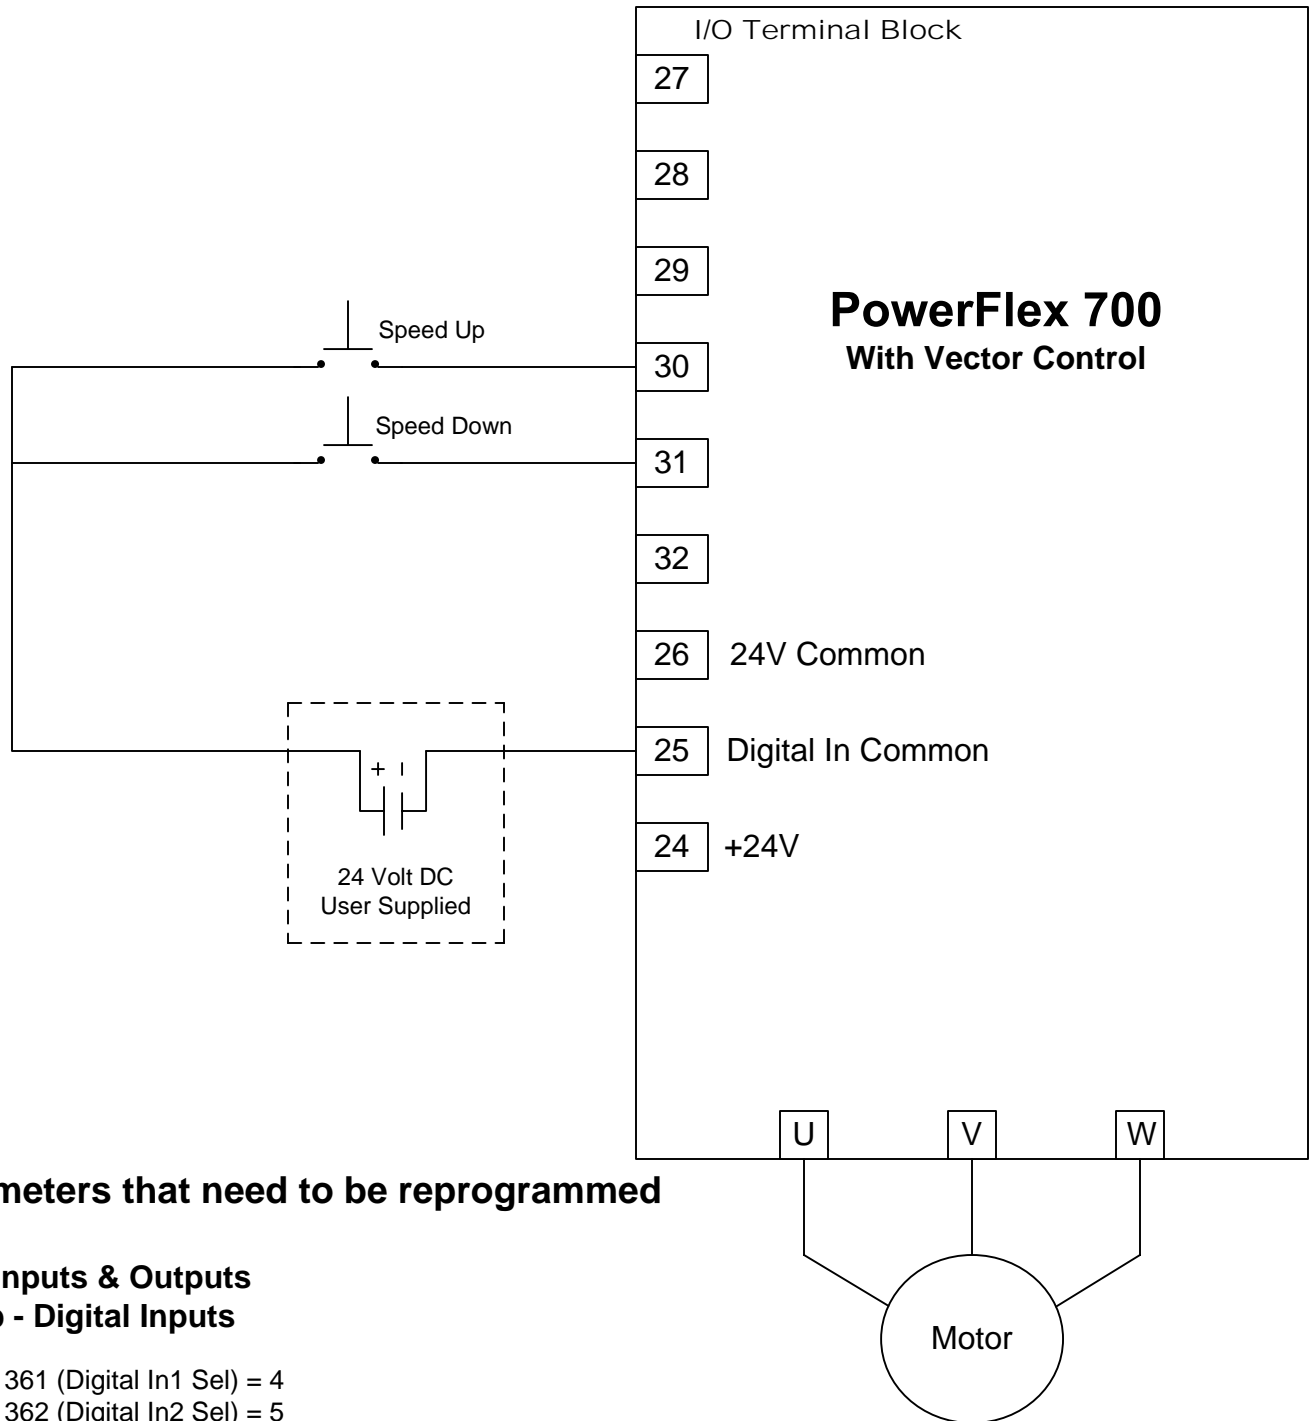 I/O Terminal Block
27
28
29
PowerFlex 700
With Vector Control
Speed Up
30
Speed Down
31
32
26 24V Common
25 Digital In Common
+ -
24 +24V
24 Volt DC
User Supplied
U V W
meters that need to be reprogrammed
nputs & Outputs
- Digital Inputs
Motor
361 (Digital In1 Sel) = 4
362 (Digital In2 Sel) = 5